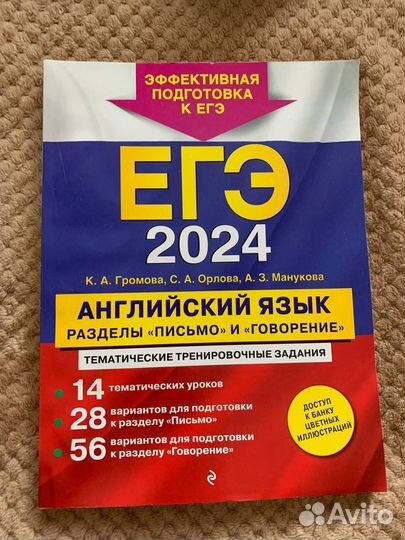 ЭФФЕКТИВНАЯ
ПОДГОТОВКА
К ЕГЭ
ЕГЭ
2024
К. А. Громова, С. А. Орлова, А. З. Манукова
АНГЛИЙСКИЙ ЯЗЫК
РАЗДЕЛЫ «ПИСЬМО» И «ГОВОРЕНИЕ»
ТЕМАТИЧЕСКИЕ ТРЕНИРОВОЧНЫЕ ЗАДАНИЯ
14 тематических уроков
28 вариантов для подготовки
к разделу «Письмо»
56 вариантов для подготовки
к разделу «Говорение»
ДОСТУП
К БАНКУ
ЦВЕТНЫХ
ИЛЛЮСТРАЦИЙ
Avito